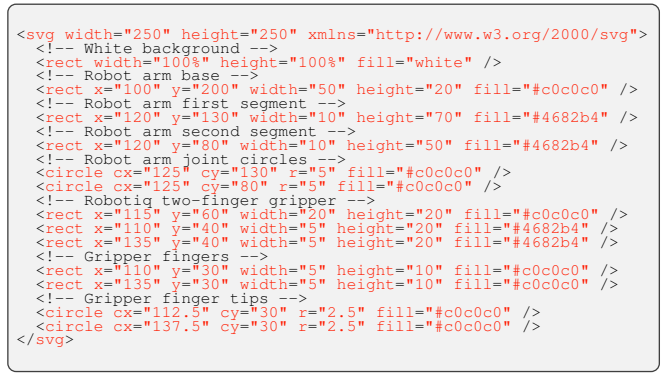 <svg width="250" height="250" xmlns="http://www.w3.org/2000/svg">
<!-- White background -->
<rect width="100%" height="100%" fill="white" />
<!-- Robot arm base -->
<rect x="100" y="200" width="50" height="20" fill="#c0c0c0" />
<!-- Robot arm first segment -->
<rect x="120" y="130" width="10" height="70" fill="#4682b4" />
<!-- Robot arm second segment -->
<rect x="120" y="80" width="10" height="50" fill="#4682b4" />
<!-- Robot arm joint circles -->
<circle cx="125" cy="130" r="5" fill="#c0c0c0" />
<circle cx="125" cy="80" r="5" fill="#c0c0c0" />
<!-- Robotiq two-finger gripper -->
<rect x="115" y="60" width="20" height="20" fill="#c0c0c0" />
<rect x="110" y="40" width="5" height="20" fill="#4682b4" />
<rect x="135" y="40" width="5" height="20" fill="#4682b4" />
<!-- Gripper fingers -->
<rect x="110" y="30" width="5" height="10" fill="#c0c0c0" />
<rect x="135" y="30" width="5" height="10" fill="#c0c0c0" />
<!-- Gripper finger tips -->
<circle cx="112.5" cy="30" r="2.5" fill="#c0c0c0" />
<circle cx="137.5" cy="30" r="2.5" fill="#c0c0c0" />
</svg>